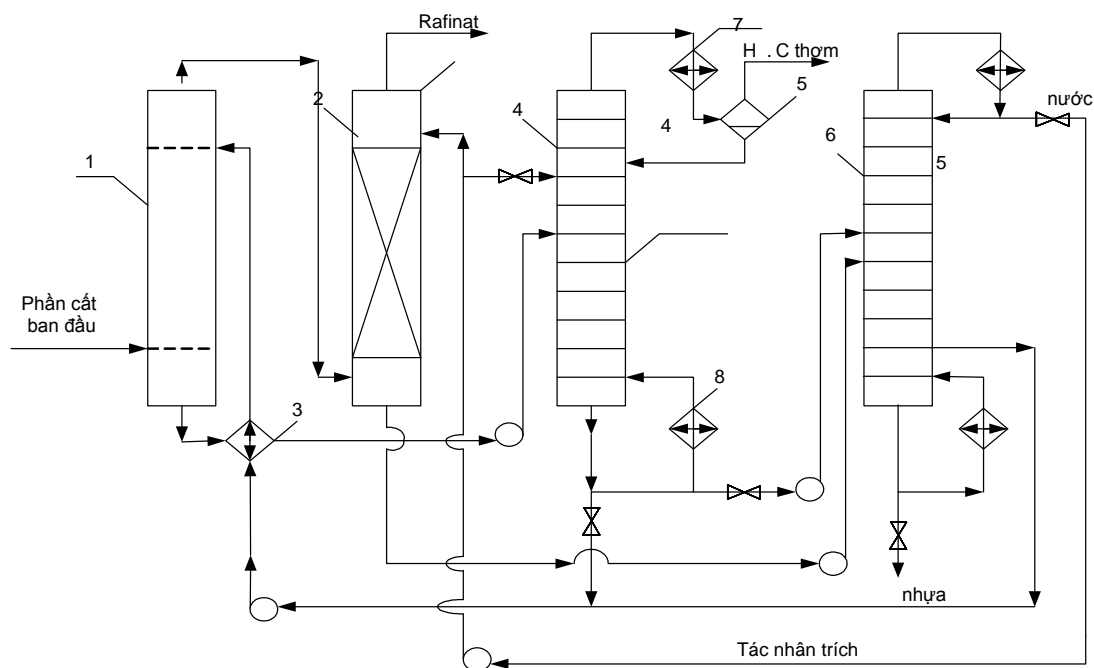 Rafinat
7
H . C thơm
2
4
4
5
nước
6
5
1
Phần cất
ban đầu
8
3
nhựa
Tác nhân trích